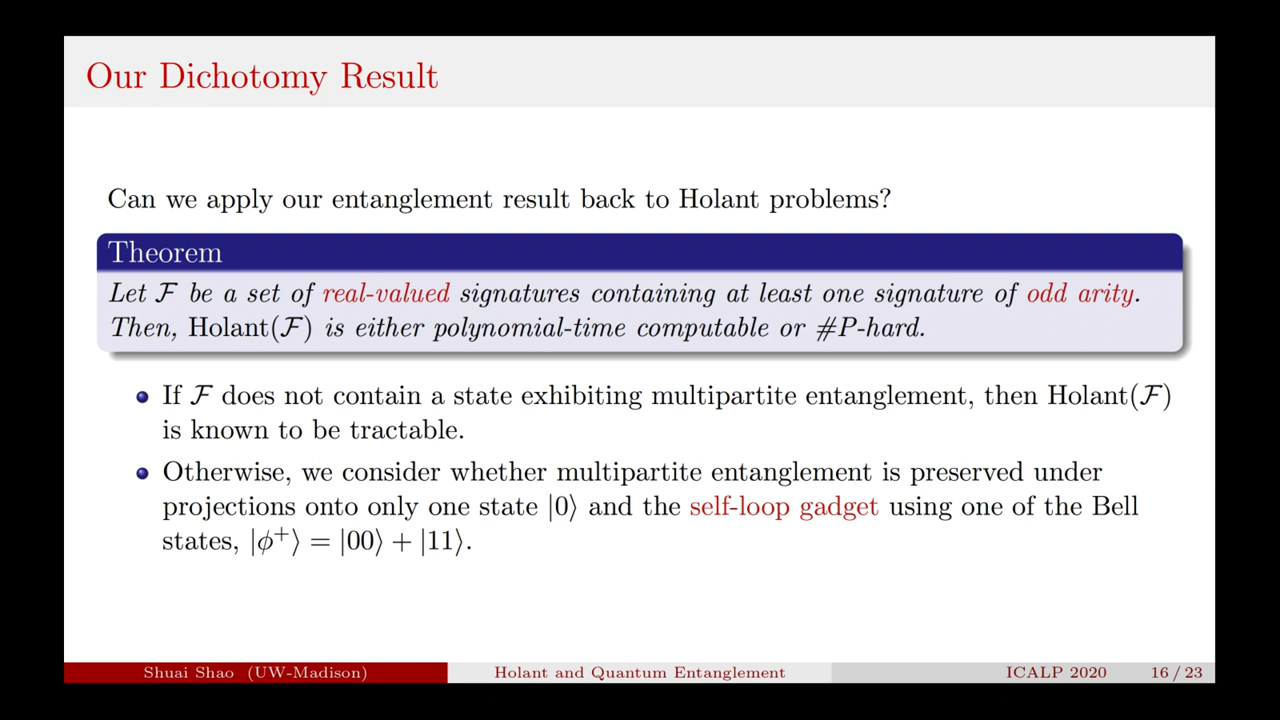 Our Dichotomy Result
Can we apply our entanglement result back to Holant problems?
Theorem
Let ℱ be a set of real-valued signatures containing at least one signature of odd arity.
Then, Holant(ℱ) is either polynomial-time computable or #P-hard.
If ℱ does not contain a state exhibiting multipartite entanglement, then Holant(ℱ)
is known to be tractable.
Otherwise, we consider whether multipartite entanglement is preserved under
projections onto only one state |0⟩ and the self-loop gadget using one of the Bell
states, |ϕ⁺⟩ = |00⟩ + |11⟩.
Shuai Shao (UW-Madison)
Holant and Quantum Entanglement
ICALP 2020
16 / 23